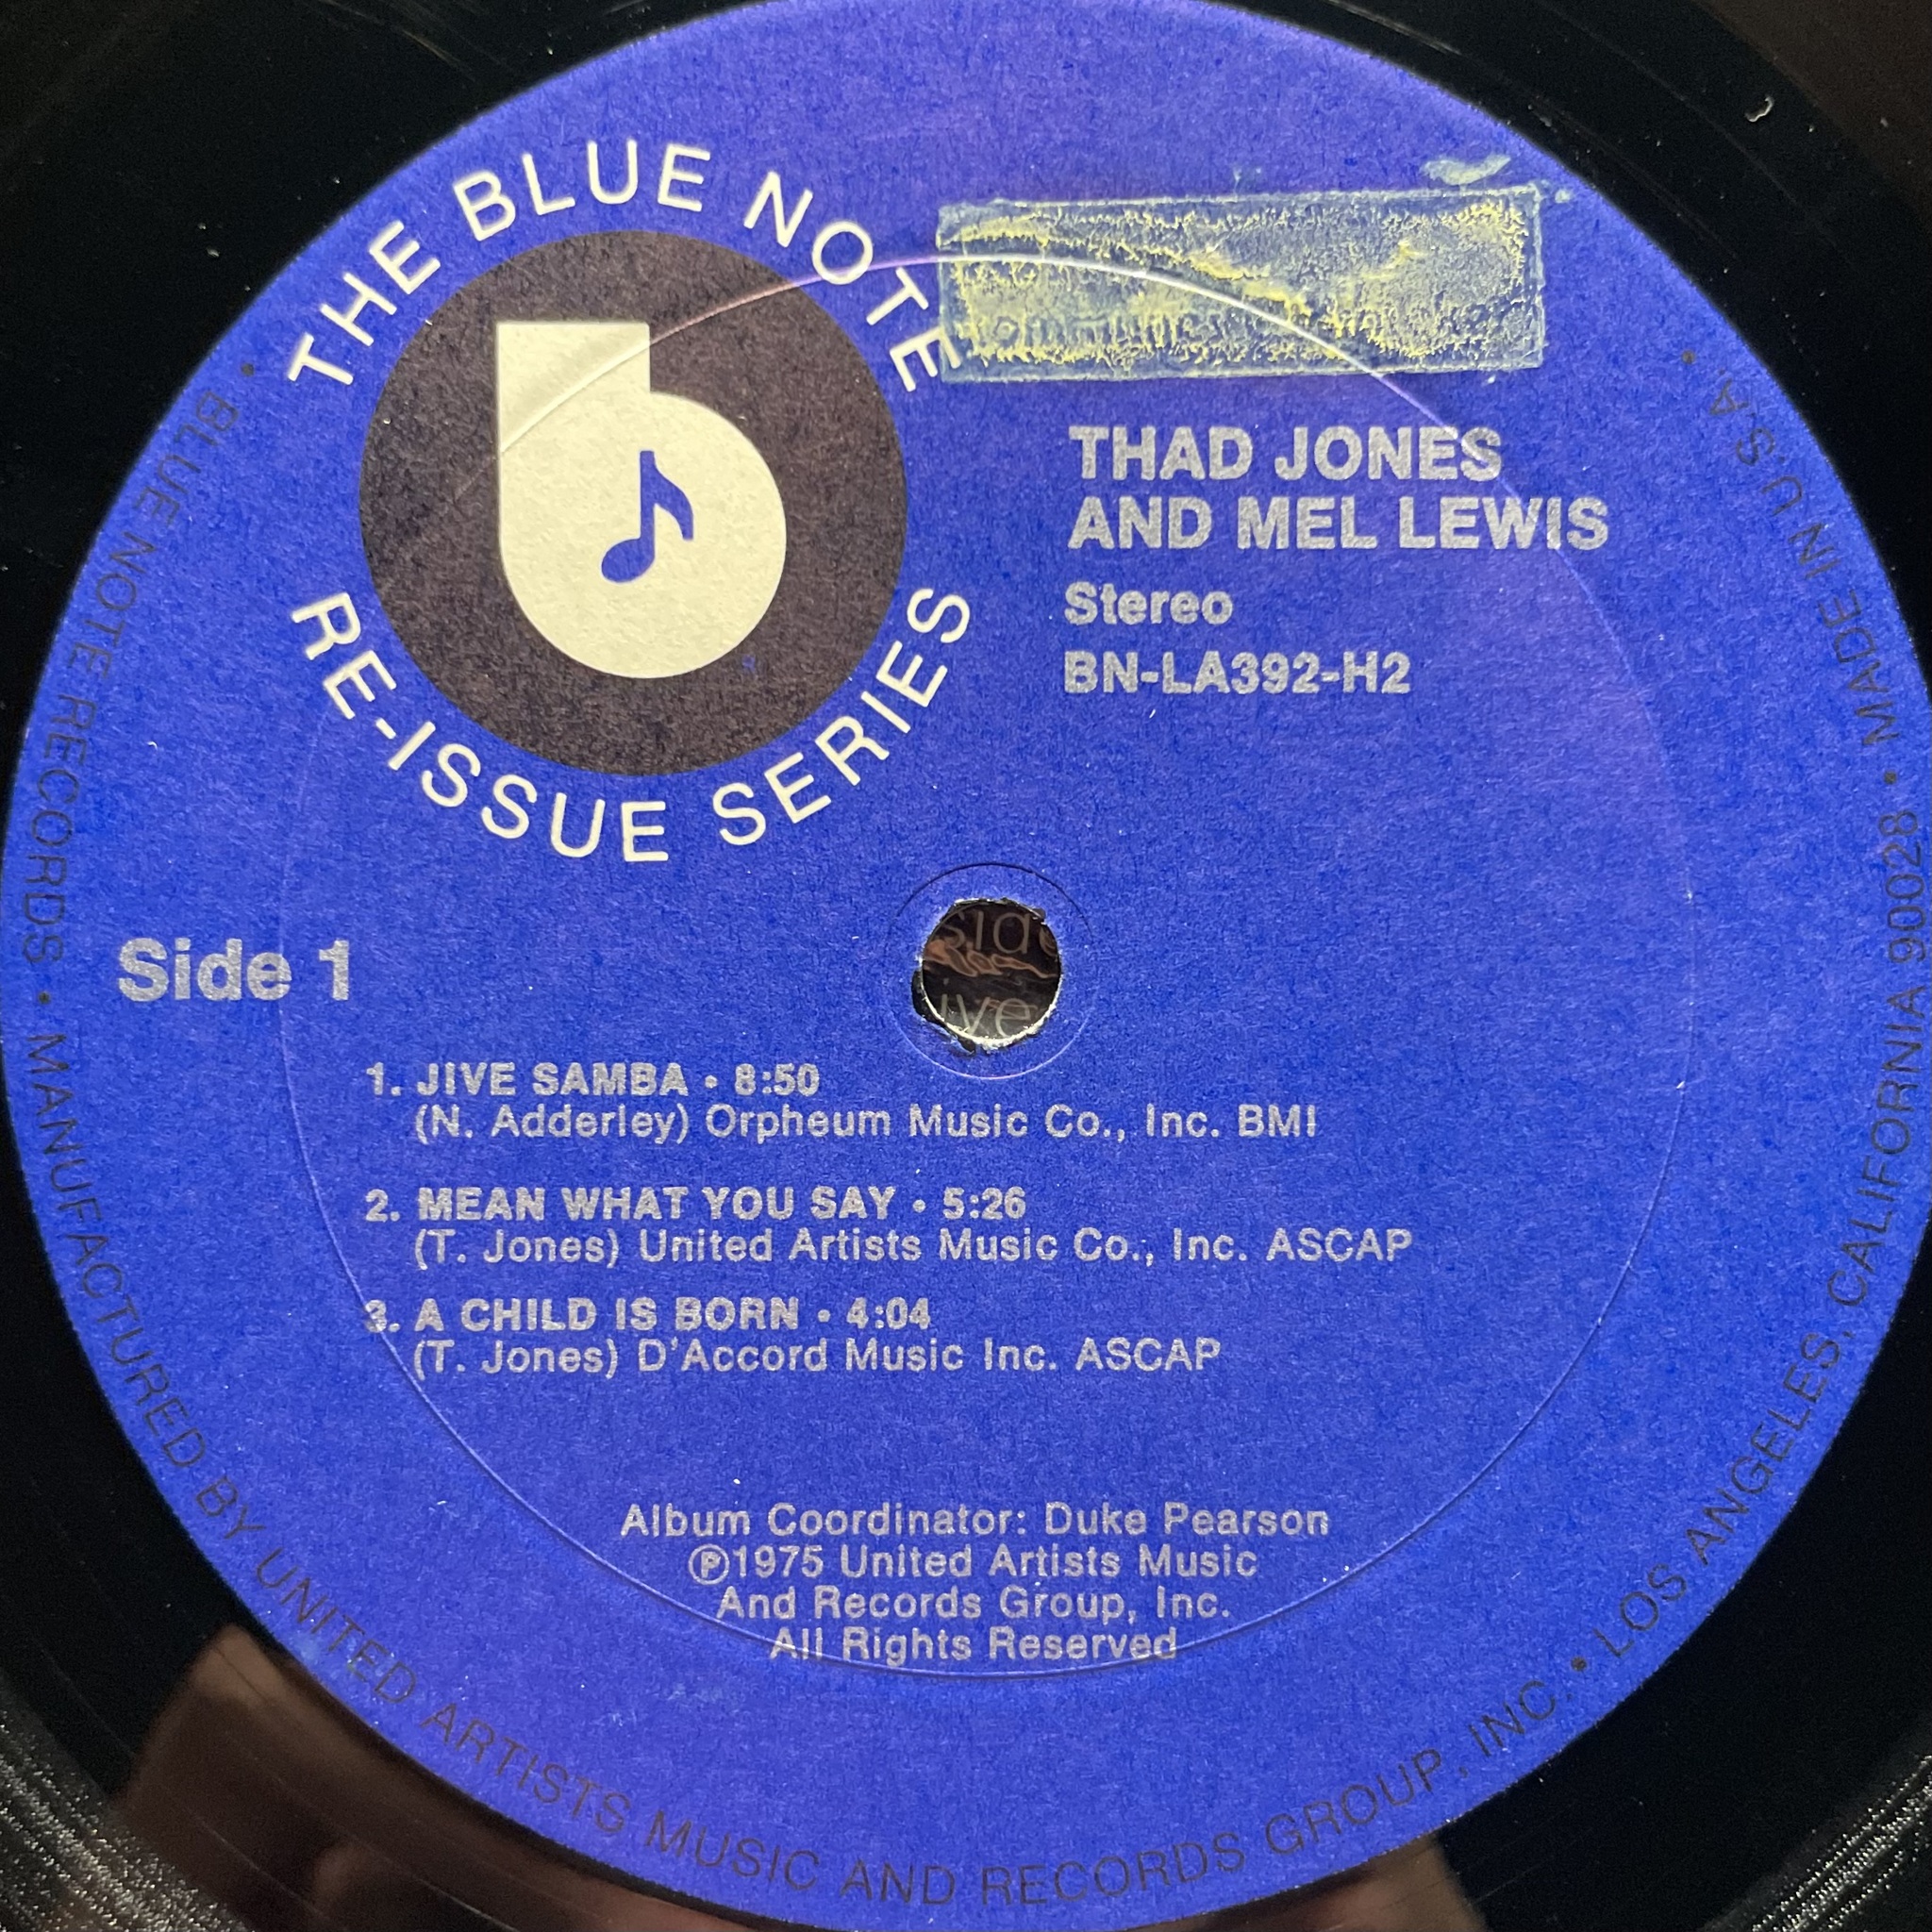 THE BLUE NOTE
RE-ISSUE SERIES
b
THAD JONES
AND MEL LEWIS
Stereo
BN-LA392-H2
Side 1
1. JIVE SAMBA • 8:50
(N. Adderley) Orpheum Music Co., Inc. BMI
2. MEAN WHAT YOU SAY • 5:26
(T. Jones) United Artists Music Co., Inc. ASCAP
3. A CHILD IS BORN • 4:04
(T. Jones) D'Accord Music Inc. ASCAP
Album Coordinator: Duke Pearson
Ⓟ1975 United Artists Music
And Records Group, Inc.
All Rights Reserved
• BLUE NOTE RECORDS • MANUFACTURED BY UNITED ARTISTS MUSIC AND RECORDS GROUP, INC. • LOS ANGELES, CALIFORNIA 90028 • MADE IN U.S.A. •